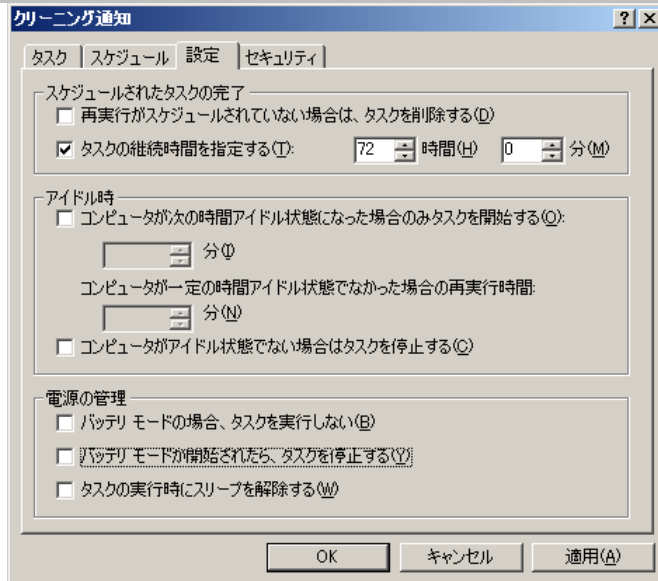 クリーニング通知
タスク スケジュール 設定 セキュリティ
スケジュールされたタスクの完了
再実行がスケジュールされていない場合は、タスクを削除する(D)
タスクの継続時間を指定する(T): 72 時間(H) 0 分(M)
アイドル時
コンピュータが次の時間アイドル状態になった場合のみタスクを開始する(O):
分(I)
コンピュータが一定の時間アイドル状態でなかった場合の再実行時間:
分(N)
コンピュータがアイドル状態でない場合はタスクを停止する(C)
電源の管理
バッテリ モードの場合、タスクを実行しない(B)
バッテリ モードが開始されたら、タスクを停止する(Y)
タスクの実行時にスリープを解除する(W)
OK キャンセル 適用(A)